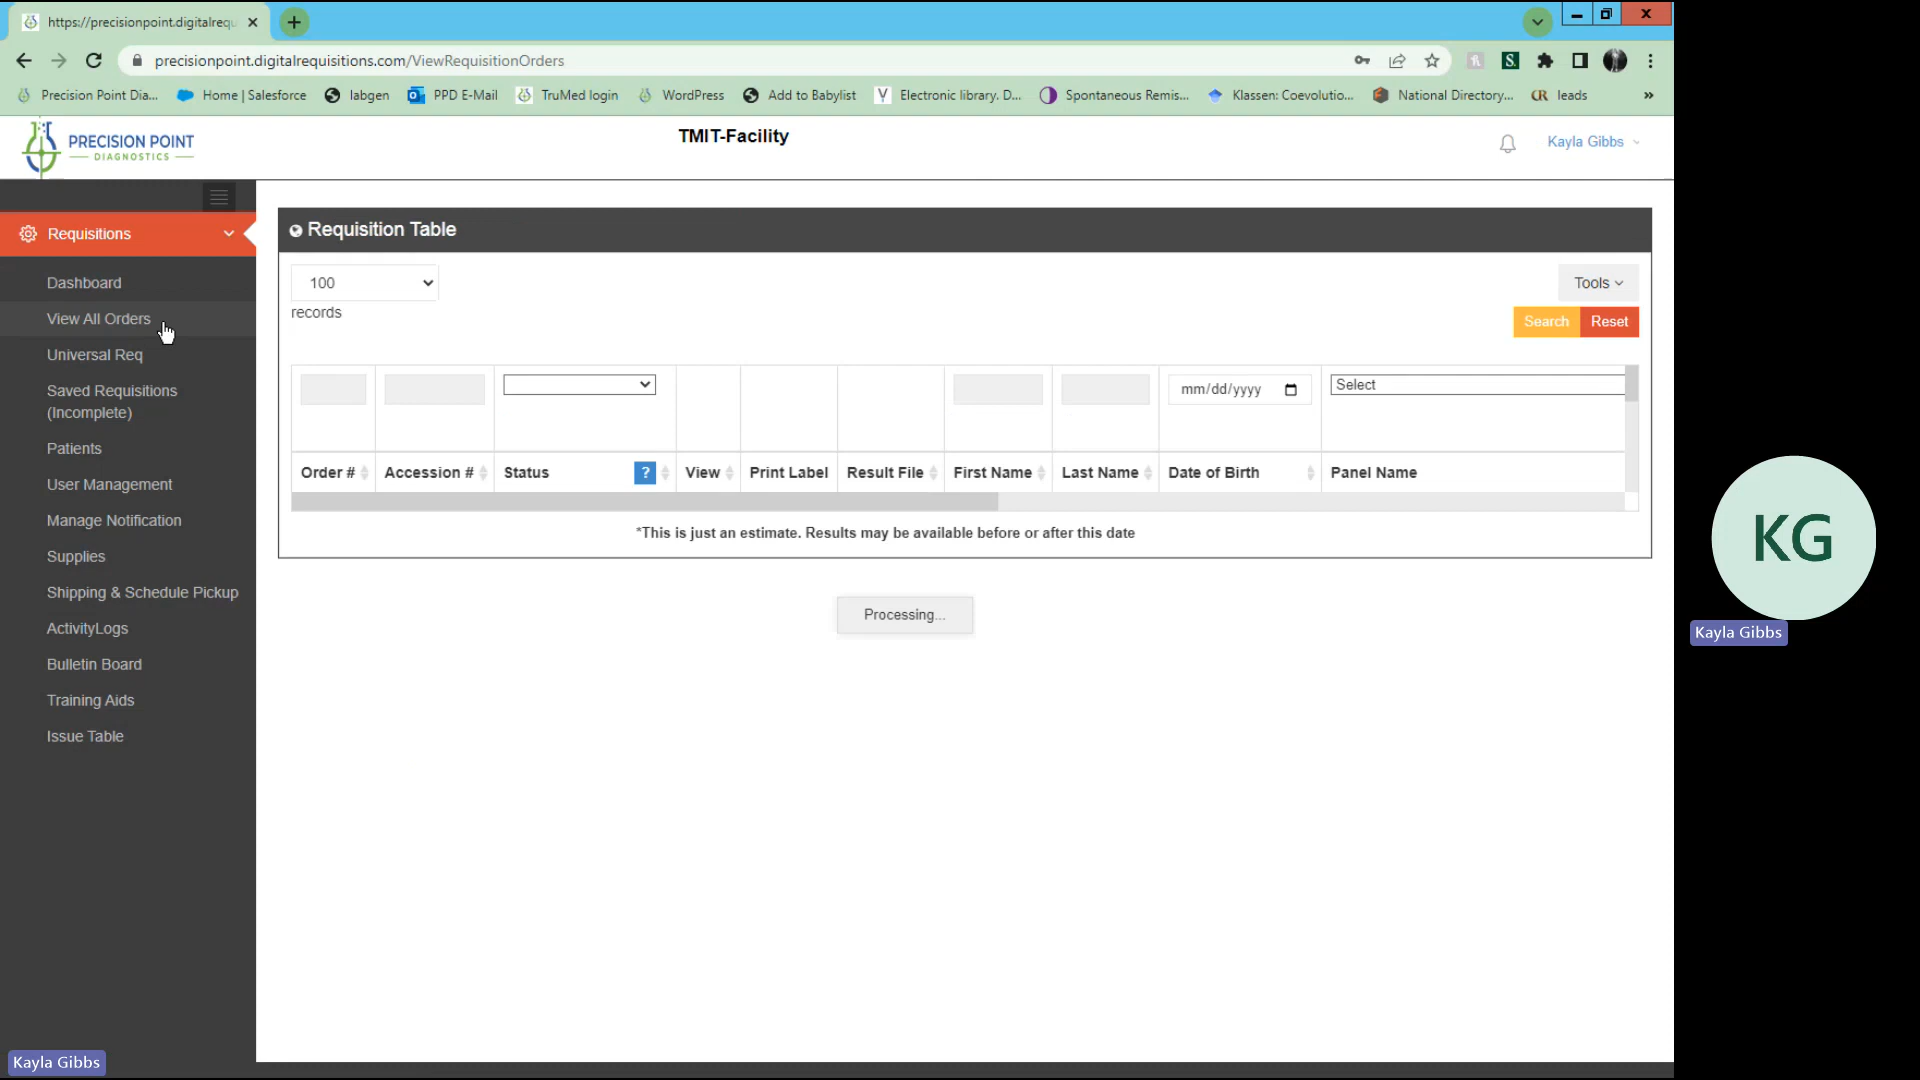 https://precisionpoint.digitalrequ
precisionpoint.digitalrequisitions.com/ViewRequisitionOrders
Precision Point Dia...
Home | Salesforce
labgen
PPD E-Mail
TruMed login
WordPress
Add to Babylist
Electronic library. D...
Spontaneous Remis...
Klassen: Coevolutio...
National Directory...
CR leads
»
PRECISION POINT
DIAGNOSTICS
TMIT-Facility
Kayla Gibbs
Requisitions
Dashboard
View All Orders
Universal Req
Saved Requisitions
(Incomplete)
Patients
User Management
Manage Notification
Supplies
Shipping & Schedule Pickup
ActivityLogs
Bulletin Board
Training Aids
Issue Table
Requisition Table
100
records
Tools
Search Reset
mm/dd/yyyy
Select
Order # Accession # Status ? View Print Label Result File First Name Last Name Date of Birth Panel Name
*This is just an estimate. Results may be available before or after this date
Processing...
KG
Kayla Gibbs
Kayla Gibbs